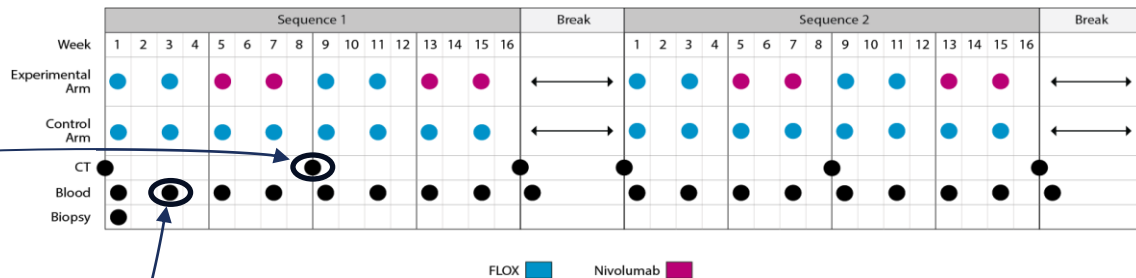 Sequence 1 Break Sequence 2 Break
Week 1 2 3 4 5 6 7 8 9 10 11 12 13 14 15 16 1 2 3 4 5 6 7 8 9 10 11 12 13 14 15 16
Experimental
Arm
Control
Arm
CT
Blood
Biopsy
FLOX Nivolumab